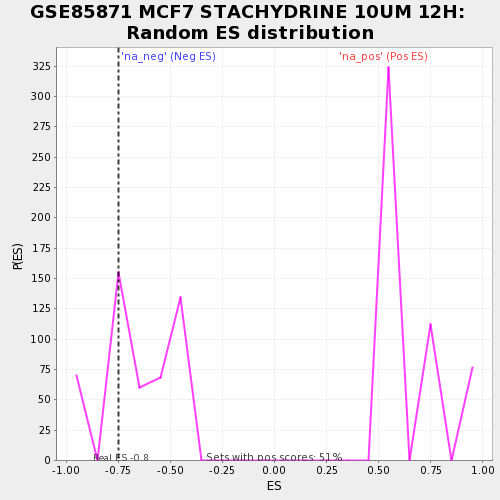 GSE85871 MCF7 STACHYDRINE 10UM 12H:
Random ES distribution
'na_neg' (Neg ES)
'na_pos' (Pos ES)
P(ES)
325
300
275
250
225
200
175
150
125
100
75
50
25
0
Real ES -0.8
Sets with pos scores: 51%
-1.00 -0.75 -0.50 -0.25 0.00 0.25 0.50 0.75 1.00
ES